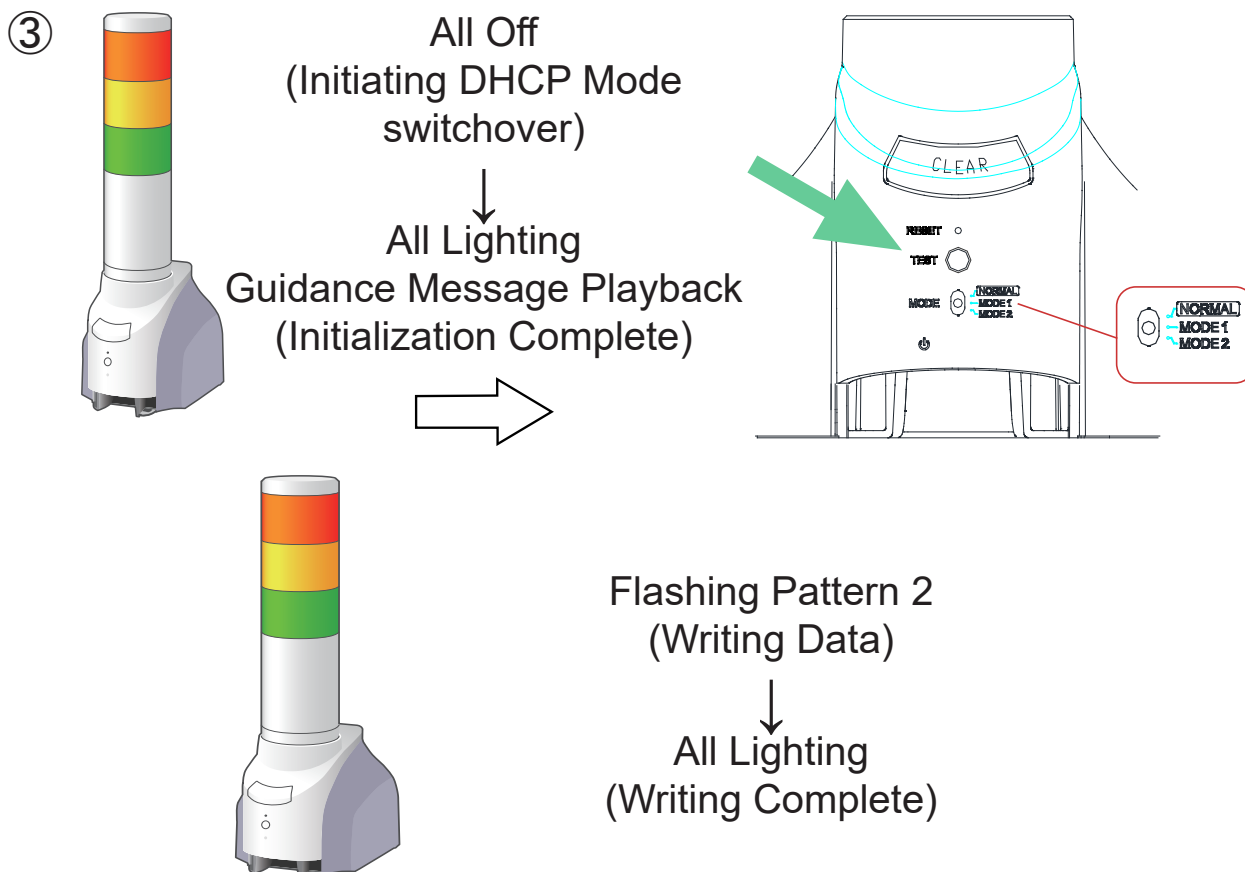 ③
All Off
(Initiating DHCP Mode
switchover)
↓
All Lighting
Guidance Message Playback
(Initialization Complete)
CLEAR
RESET
TEST
MODE
NORMAL
MODE 1
MODE 2
NORMAL
MODE 1
MODE 2
Flashing Pattern 2
(Writing Data)
↓
All Lighting
(Writing Complete)